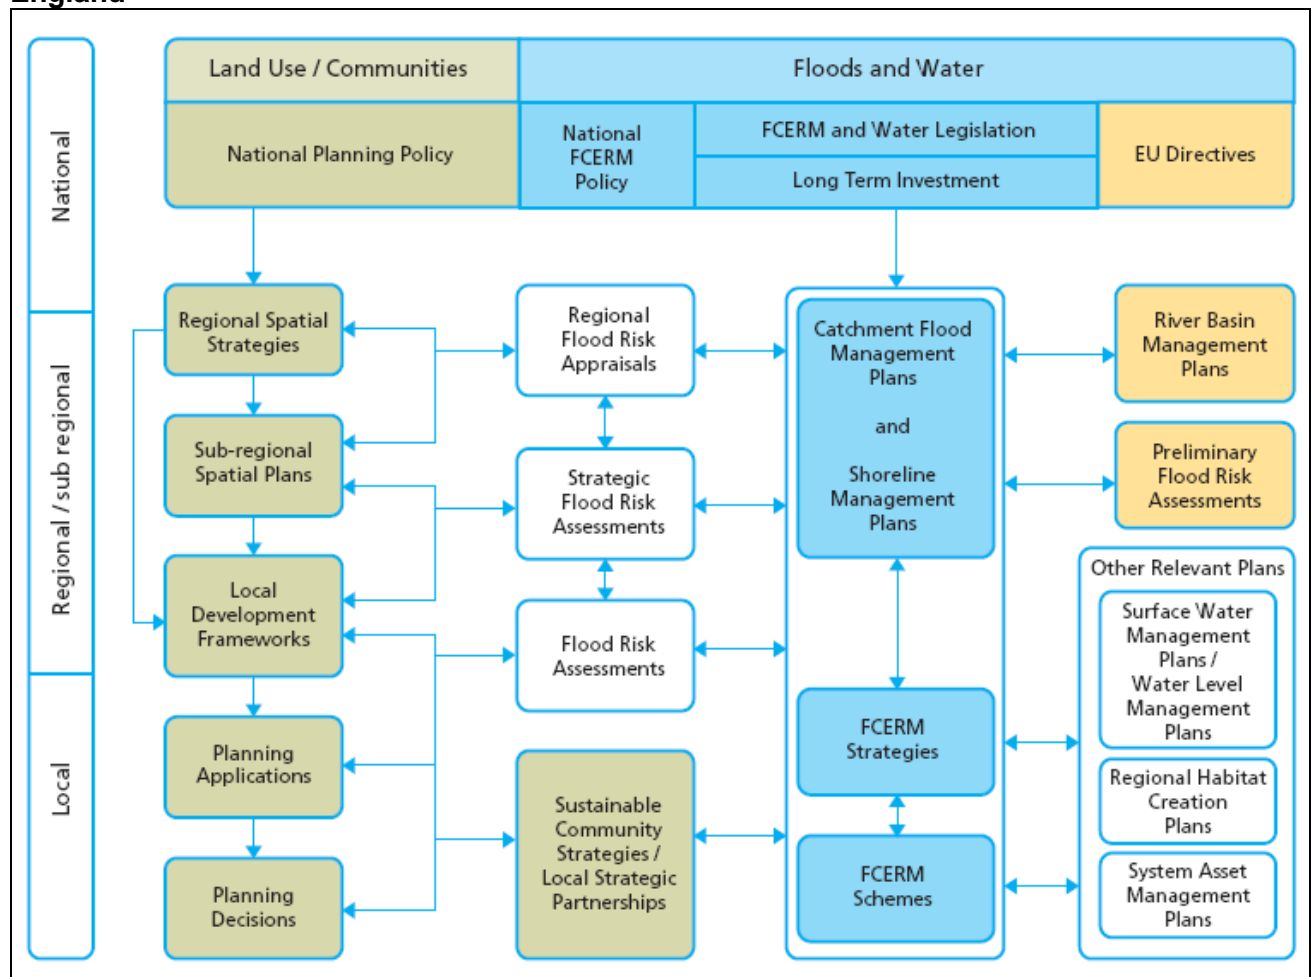 England
National
Regional / sub regional
Local
Land Use / Communities
Floods and Water
National Planning Policy
National
FCERM
Policy
FCERM and Water Legislation
Long Term Investment
EU Directives
Regional Spatial
Strategies
Sub-regional
Spatial Plans
Local
Development
Frameworks
Planning
Applications
Planning
Decisions
Regional
Flood Risk
Appraisals
Strategic
Flood Risk
Assessments
Flood Risk
Assessments
Sustainable
Community
Strategies /
Local Strategic
Partnerships
Catchment Flood
Management
Plans
and
Shoreline
Management
Plans
FCERM
Strategies
FCERM
Schemes
River Basin
Management
Plans
Preliminary
Flood Risk
Assessments
Other Relevant Plans
Surface Water
Management
Plans /
Water Level
Management
Plans
Regional Habitat
Creation
Plans
System Asset
Management
Plans